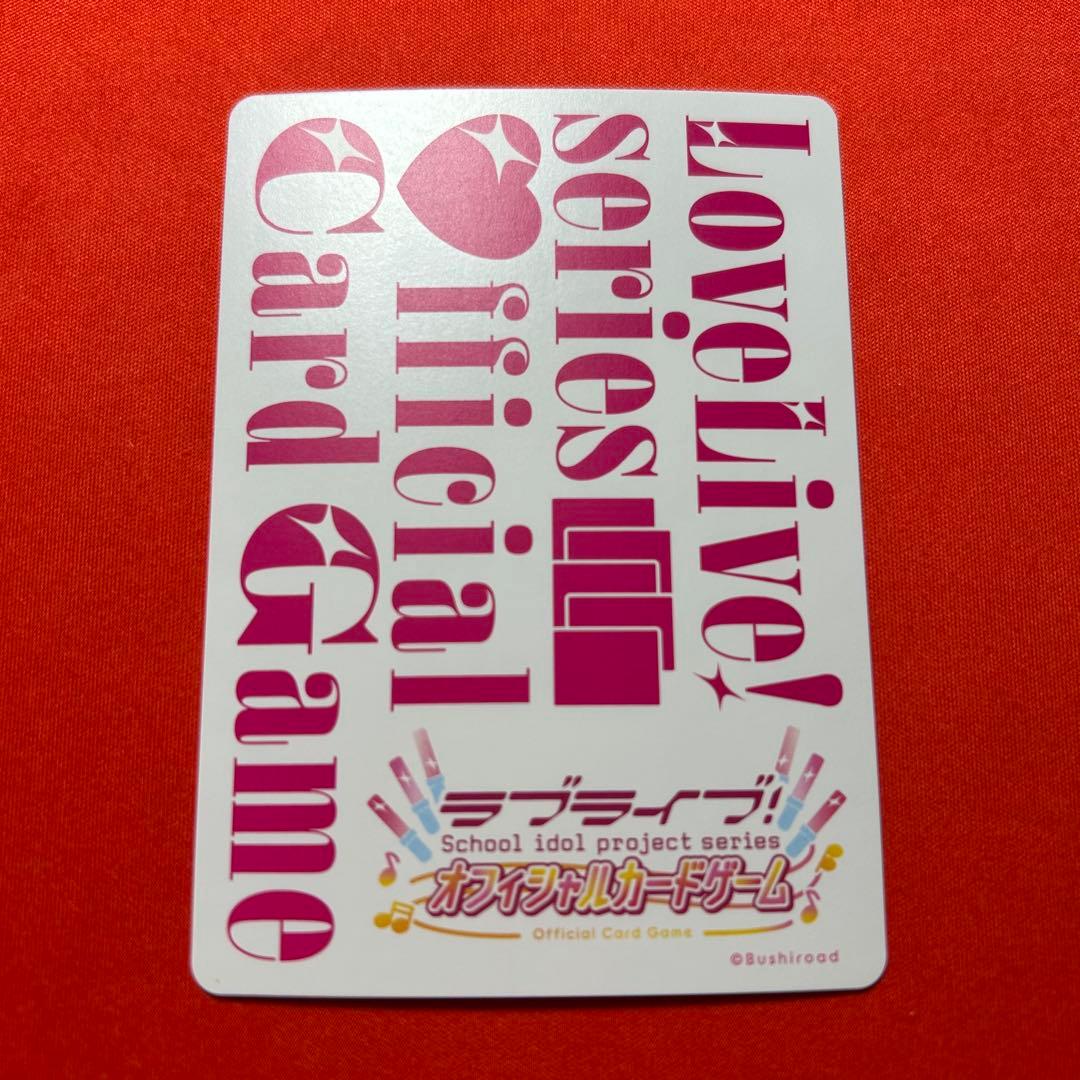 LoveLive!
series
♥fficial
Card Game
ラブライブ!
School idol project series
オフィシャルカードゲーム
Official Card Game
©Bushiroad